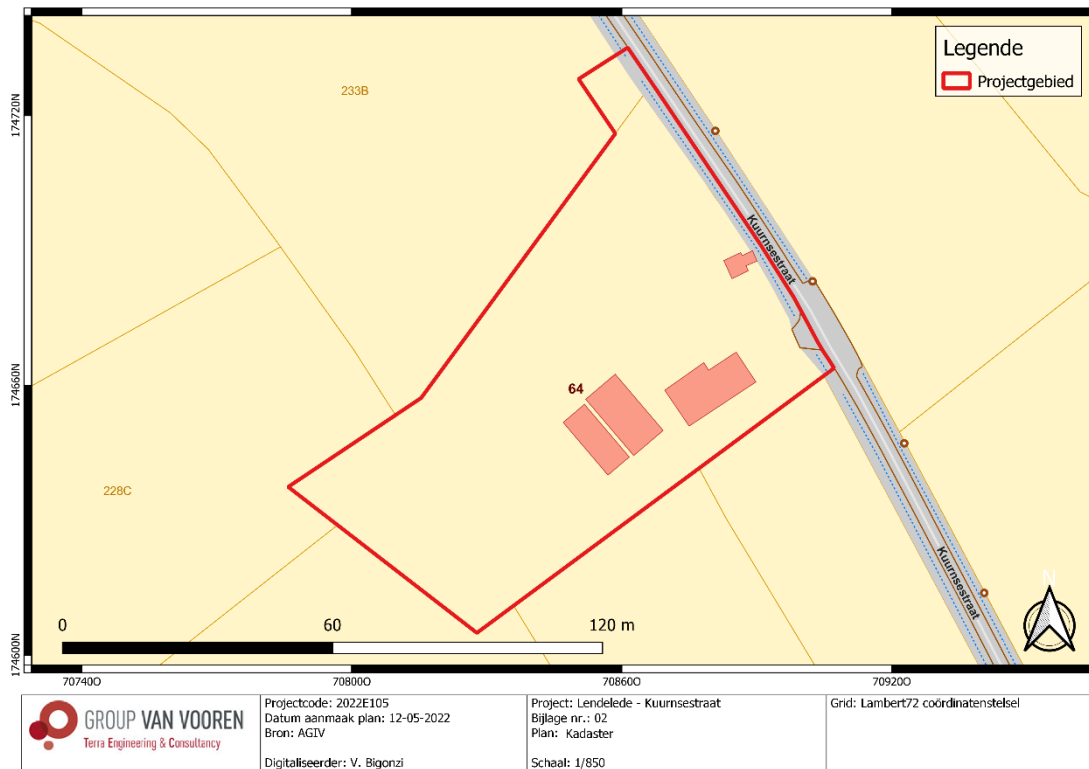 Legende
Projectgebied
233B
174720N
Kuurnsestraat
174660N
64
228C
Kuurnsestraat
N
0 60 120 m
174600N
707400 708000 708600 709200
GROUP VAN VOOREN
Terra Engineering & Consultancy
Projectcode: 2022E105
Datum aanmaak plan: 12-05-2022
Bron: AGIV
Digitaliseerder: V. Bigonzi
Project: Lendelede - Kuurnsestraat
Bijlage nr.: 02
Plan: Kadaster
Schaal: 1/850
Grid: Lambert72 coördinatenstelsel